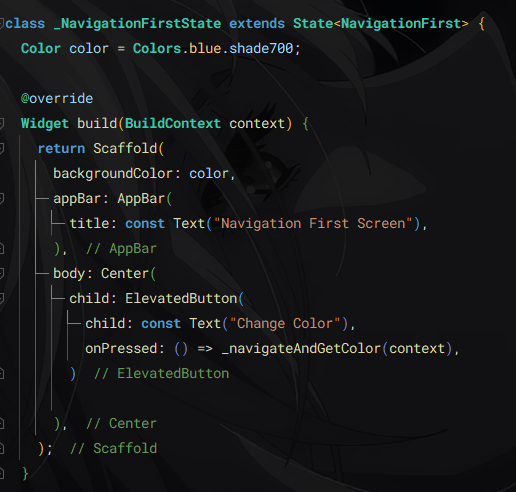 class _NavigationFirstState extends State<NavigationFirst> {
  Color color = Colors.blue.shade700;

  @override
  Widget build(BuildContext context) {
    return Scaffold(
      backgroundColor: color,
      appBar: AppBar(
        title: const Text("Navigation First Screen"),
      ),  // AppBar
      body: Center(
        child: ElevatedButton(
          child: const Text("Change Color"),
          onPressed: () => _navigateAndGetColor(context),
        )  // ElevatedButton

      ),  // Center
    );  // Scaffold
  }